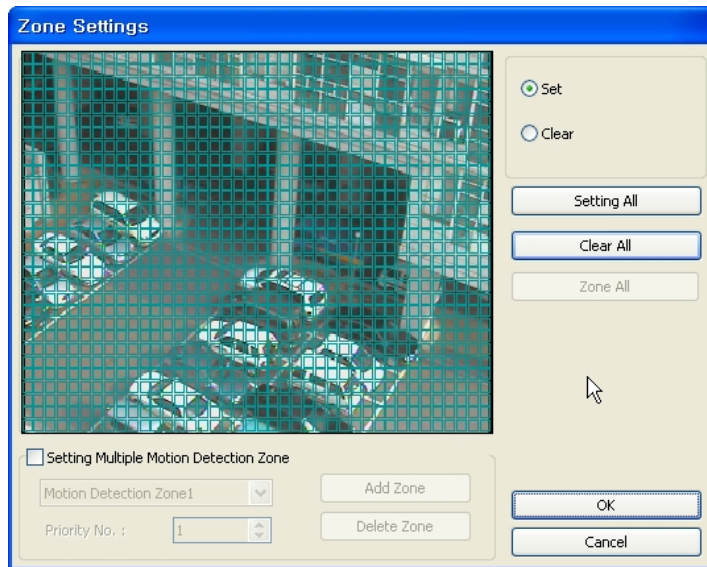 Zone Settings
Set
Clear
Setting All
Clear All
Zone All
Setting Multiple Motion Detection Zone
Motion Detection Zone1
Add Zone
Priority No. :
1
Delete Zone
OK
Cancel